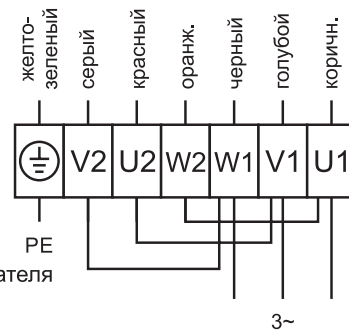 желто-
зеленый
серый
красный
оранж.
черный
голубой
коричн.
V2 U2 W2 W1 V1 U1
PE
ателя
3~